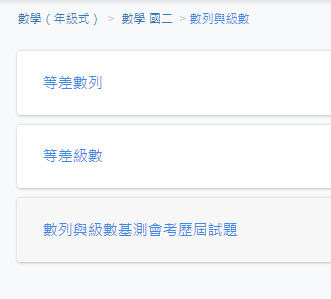 數學 ( 年級式 ) > 數學 國二 > 數列與級數
等差數列
等差級數
數列與級數基測會考歷屆試題